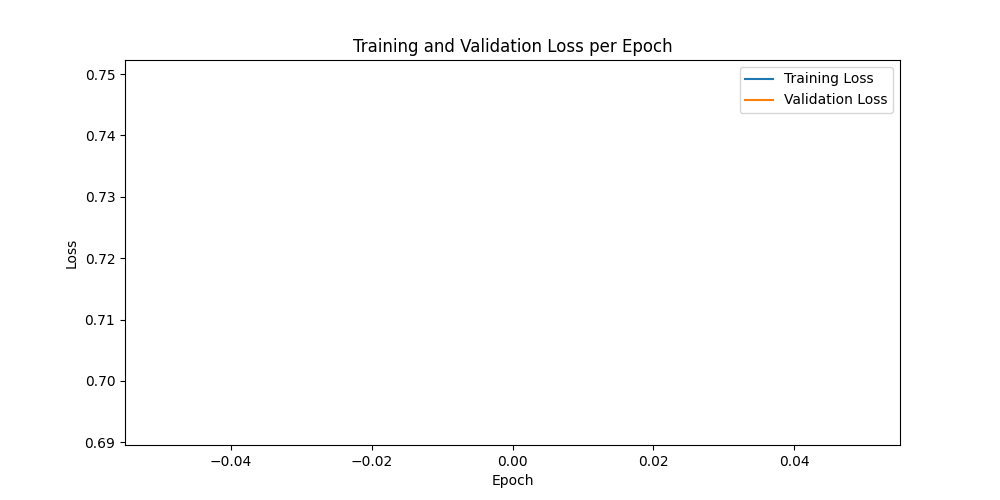 Training and Validation Loss per Epoch
Training Loss
Validation Loss
0.75
0.74
0.73
0.72
0.71
0.70
0.69
Loss
−0.04
−0.02
0.00
0.02
0.04
Epoch